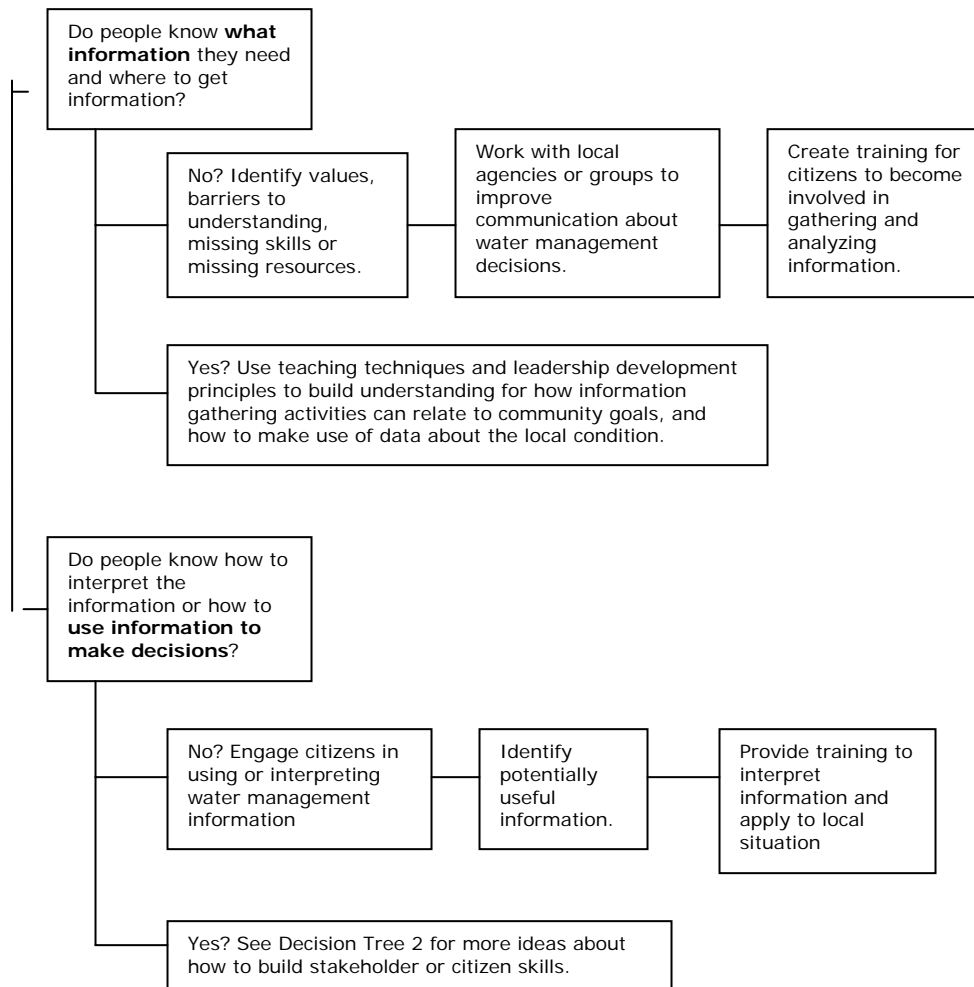 Do people know what
information they need
and where to get
information?
No? Identify values,
barriers to
understanding,
missing skills or
missing resources.
Work with local
agencies or groups to
improve
communication about
water management
decisions.
Create training for
citizens to become
involved in
gathering and
analyzing
information.
Yes? Use teaching techniques and leadership development
principles to build understanding for how information
gathering activities can relate to community goals, and
how to make use of data about the local condition.
Do people know how to
interpret the
information or how to
use information to
make decisions?
No? Engage citizens in
using or interpreting
water management
information
Identify
potentially
useful
information.
Provide training to
interpret
information and
apply to local
situation
Yes? See Decision Tree 2 for more ideas about
how to build stakeholder or citizen skills.